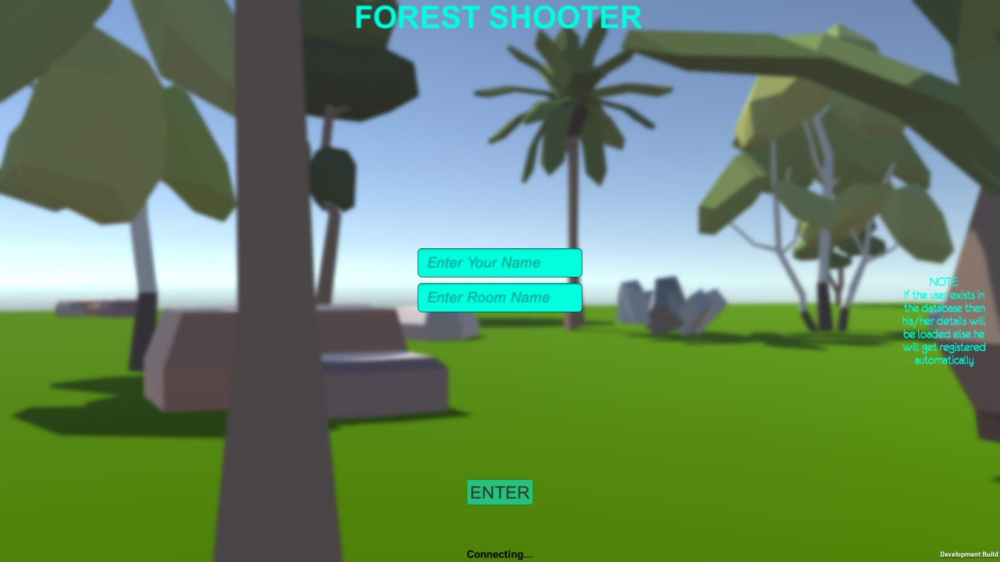 FOREST SHOOTER
Enter Your Name
Enter Room Name
NOTE:
If the user exists in
the database then
his/her details will
be loaded else he
will get registered
automatically
ENTER
Connecting...
Development Build